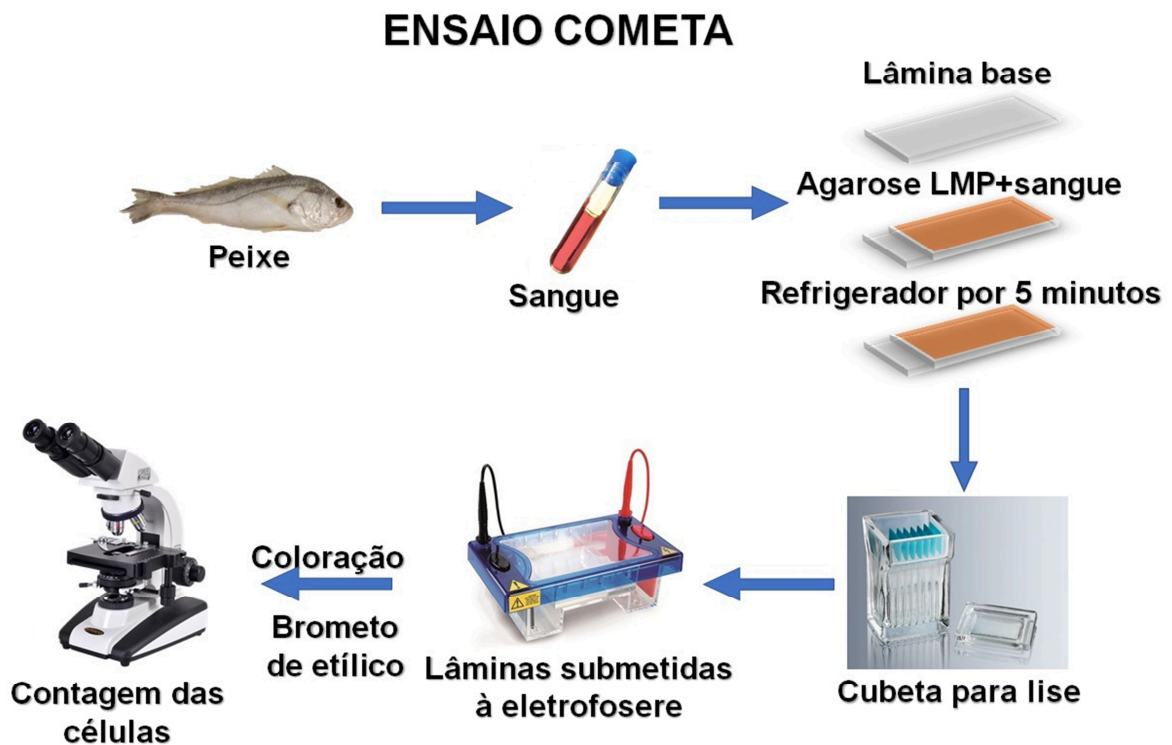 ENSAIO COMETA
Lâmina base
Agarose LMP+sangue
Refrigerador por 5 minutos
Peixe
Sangue
Coloração
Brometo
de etílico
Contagem das
células
Lâminas submetidas
à eletrofosere
Cubeta para lise